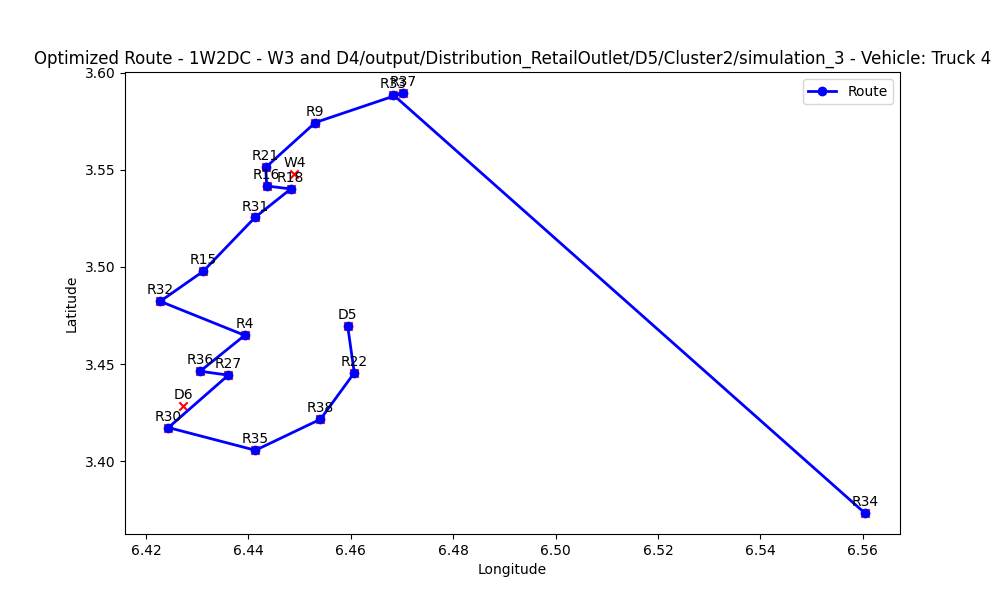 Optimized Route - 1W2DC - W3 and D4/output/Distribution_RetailOutlet/D5/Cluster2/simulation_3 - Vehicle: Truck 4
Route
3.60
3.55
3.50
3.45
3.40
Latitude
R33
R37
R9
R21
W4
R16
R18
R31
R15
R32
D5
R4
R36
R27
R22
D6
R30
R38
R35
R34
6.42
6.44
6.46
6.48
6.50
6.52
6.54
6.56
Longitude